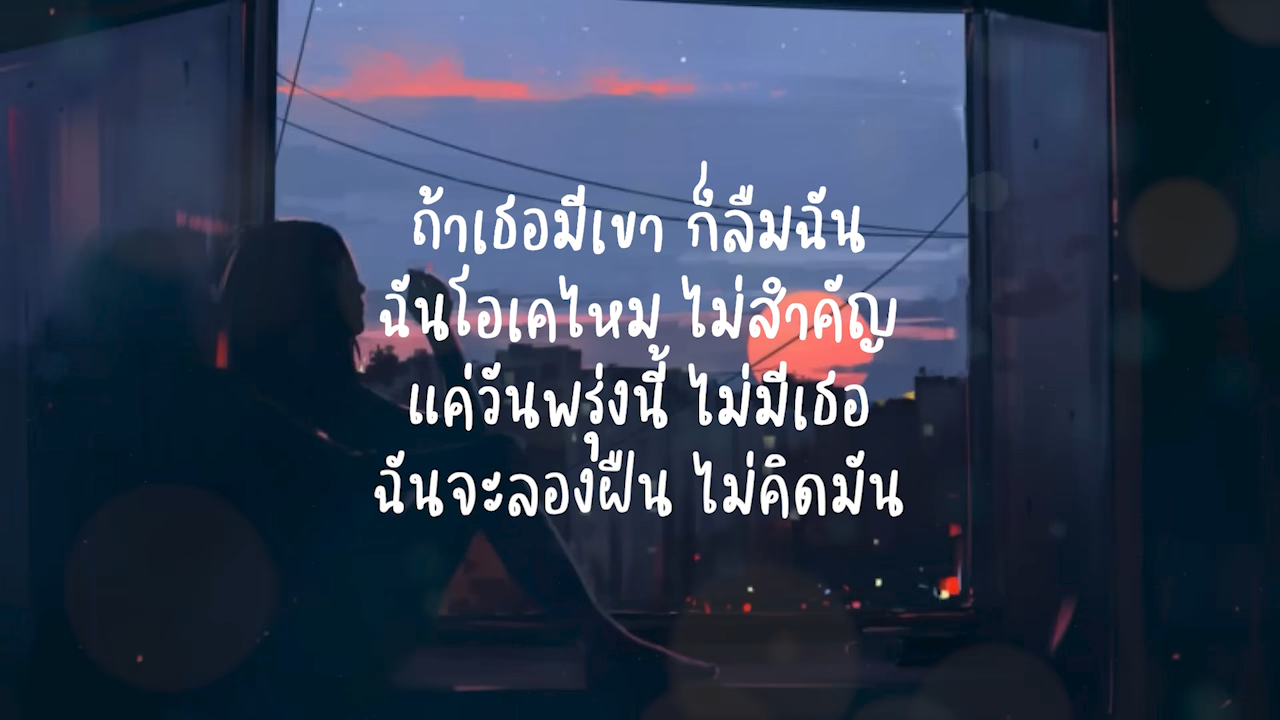 ถ้าเธอมีเขา ก็ลืมฉัน
ฉันโอเคไหม ไม่สำคัญ
แค่วันพรุ่งนี้ ไม่มีเธอ
ฉันจะลองฝืน ไม่คิดมัน